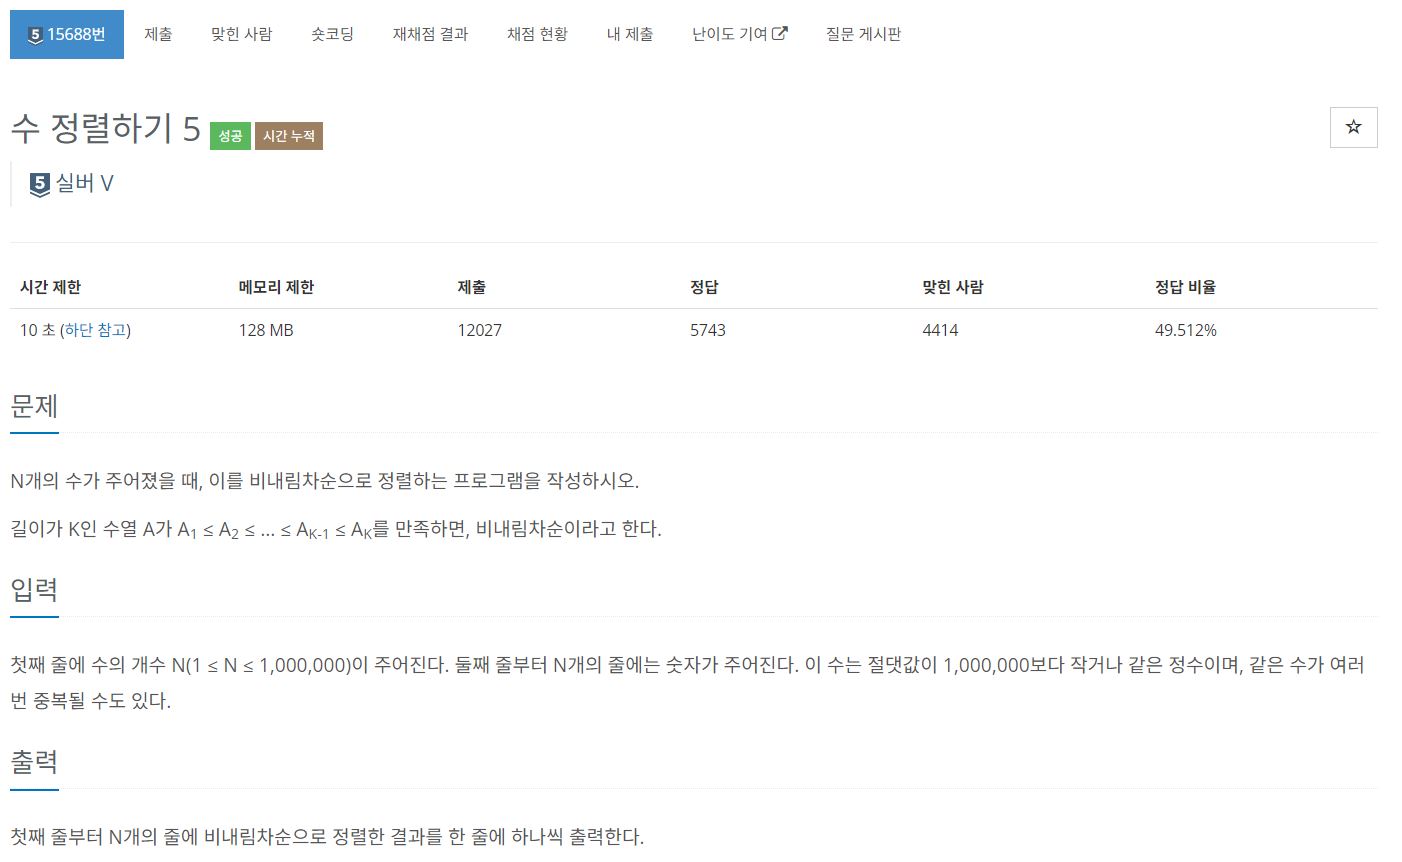 5 15688번 제출 맞힌 사람 숏코딩 재채점 결과 채점 현황 내 제출 난이도 기여 질문 게시판
수 정렬하기 5 성공 시간 누적
5 실버 V
시간 제한 메모리 제한 제출 정답 맞힌 사람 정답 비율
10 초 (하단 참고) 128 MB 12027 5743 4414 49.512%
문제
N개의 수가 주어졌을 때, 이를 비내림차순으로 정렬하는 프로그램을 작성하시오.
길이가 K인 수열 A가 A1 ≤ A2 ≤ ... ≤ AK-1 ≤ AK를 만족하면, 비내림차순이라고 한다.
입력
첫째 줄에 수의 개수 N(1 ≤ N ≤ 1,000,000)이 주어진다. 둘째 줄부터 N개의 줄에는 숫자가 주어진다. 이 수는 절댓값이 1,000,000보다 작거나 같은 정수이며, 같은 수가 여러
번 중복될 수도 있다.
출력
첫째 줄부터 N개의 줄에 비내림차순으로 정렬한 결과를 한 줄에 하나씩 출력한다.